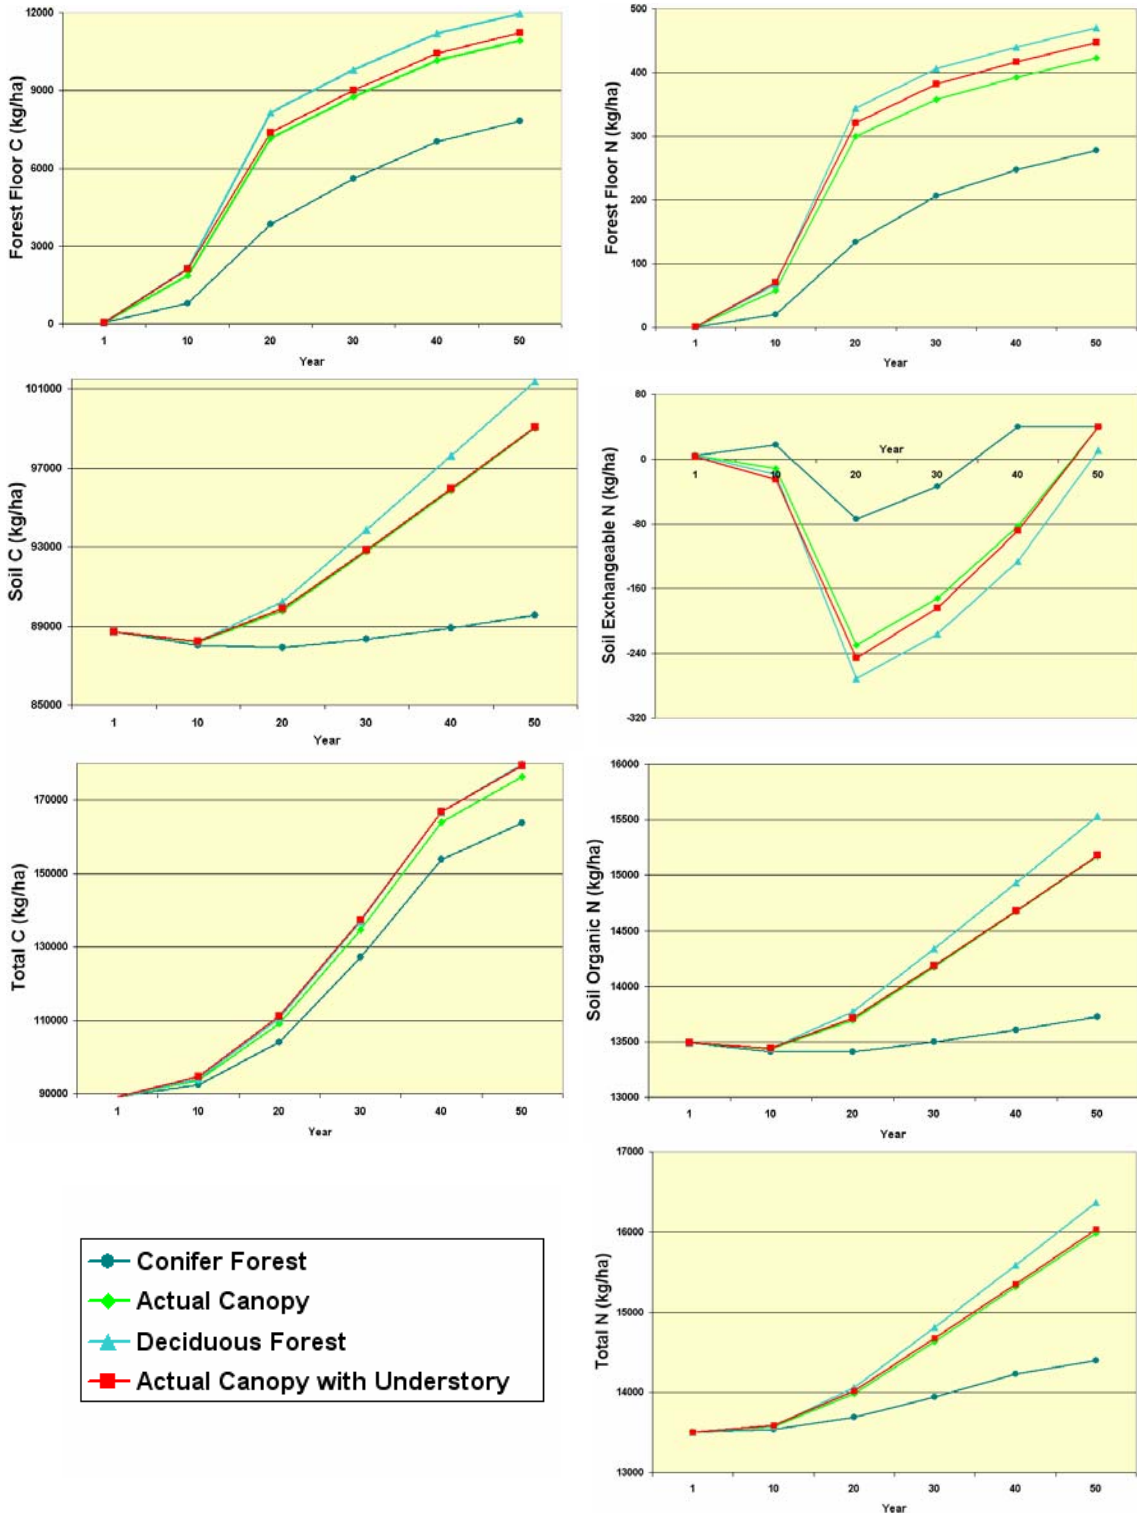 12000
9000
6000
3000
0
Forest Floor C (kg/ha)
1 10 20 30 40 50
Year
500
400
300
200
100
0
Forest Floor N (kg/ha)
1 10 20 30 40 50
Year
101000
97000
93000
89000
85000
Soil C (kg/ha)
1 10 20 30 40 50
Year
80
0
-80
-160
-240
-320
Soil Exchangeable N (kg/ha)
Year
1 10 20 30 40 50
170000
150000
130000
110000
90000
Total C (kg/ha)
1 10 20 30 40 50
Year
16000
15500
15000
14500
14000
13500
13000
Soil Organic N (kg/ha)
1 10 20 30 40 50
Year
Conifer Forest
Actual Canopy
Deciduous Forest
Actual Canopy with Understory
17000
16000
15000
14000
13000
Total N (kg/ha)
1 10 20 30 40 50
Year